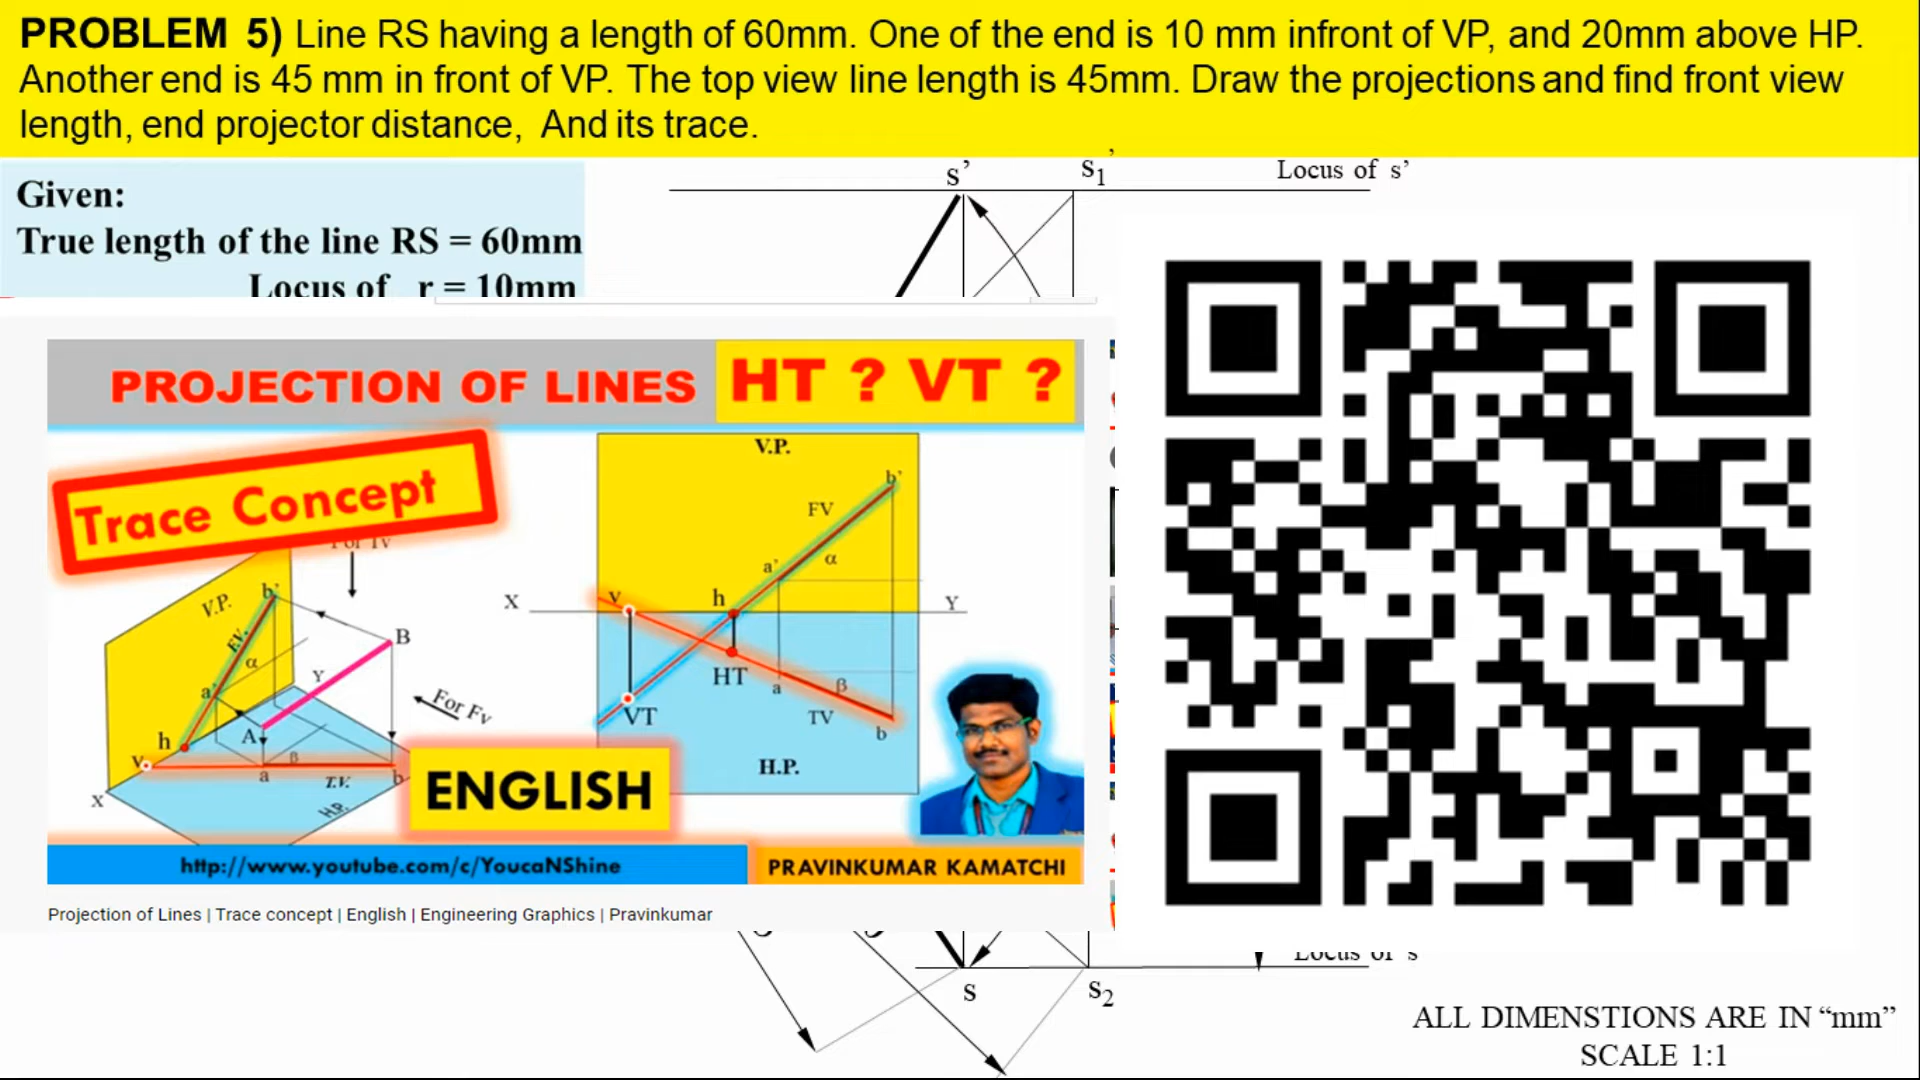 PROBLEM 5) Line RS having a length of 60mm. One of the end is 10 mm infront of VP, and 20mm above HP.
Another end is 45 mm in front of VP. The top view line length is 45mm. Draw the projections and find front view
length, end projector distance, And its trace.
Given:
True length of the line RS = 60mm
Locus of r = 10mm
s’
s1’
Locus of s’
PROJECTION OF LINES
HT ? VT ?
Trace Concept
For TV
V.P.
b’
F.V.
α
a’
Y
B
A
For Fv
h
v
a
β
T.V.
b
X
H.P.
V.P.
b’
FV
α
a’
X
v
h
Y
HT
a
β
VT
TV
b
H.P.
ENGLISH
http://www.youtube.com/c/YoucaNShine
PRAVINKUMAR KAMATCHI
Projection of Lines | Trace concept | English | Engineering Graphics | Pravinkumar
Locus of s
s
s2
ALL DIMENSTIONS ARE IN “mm”
SCALE 1:1